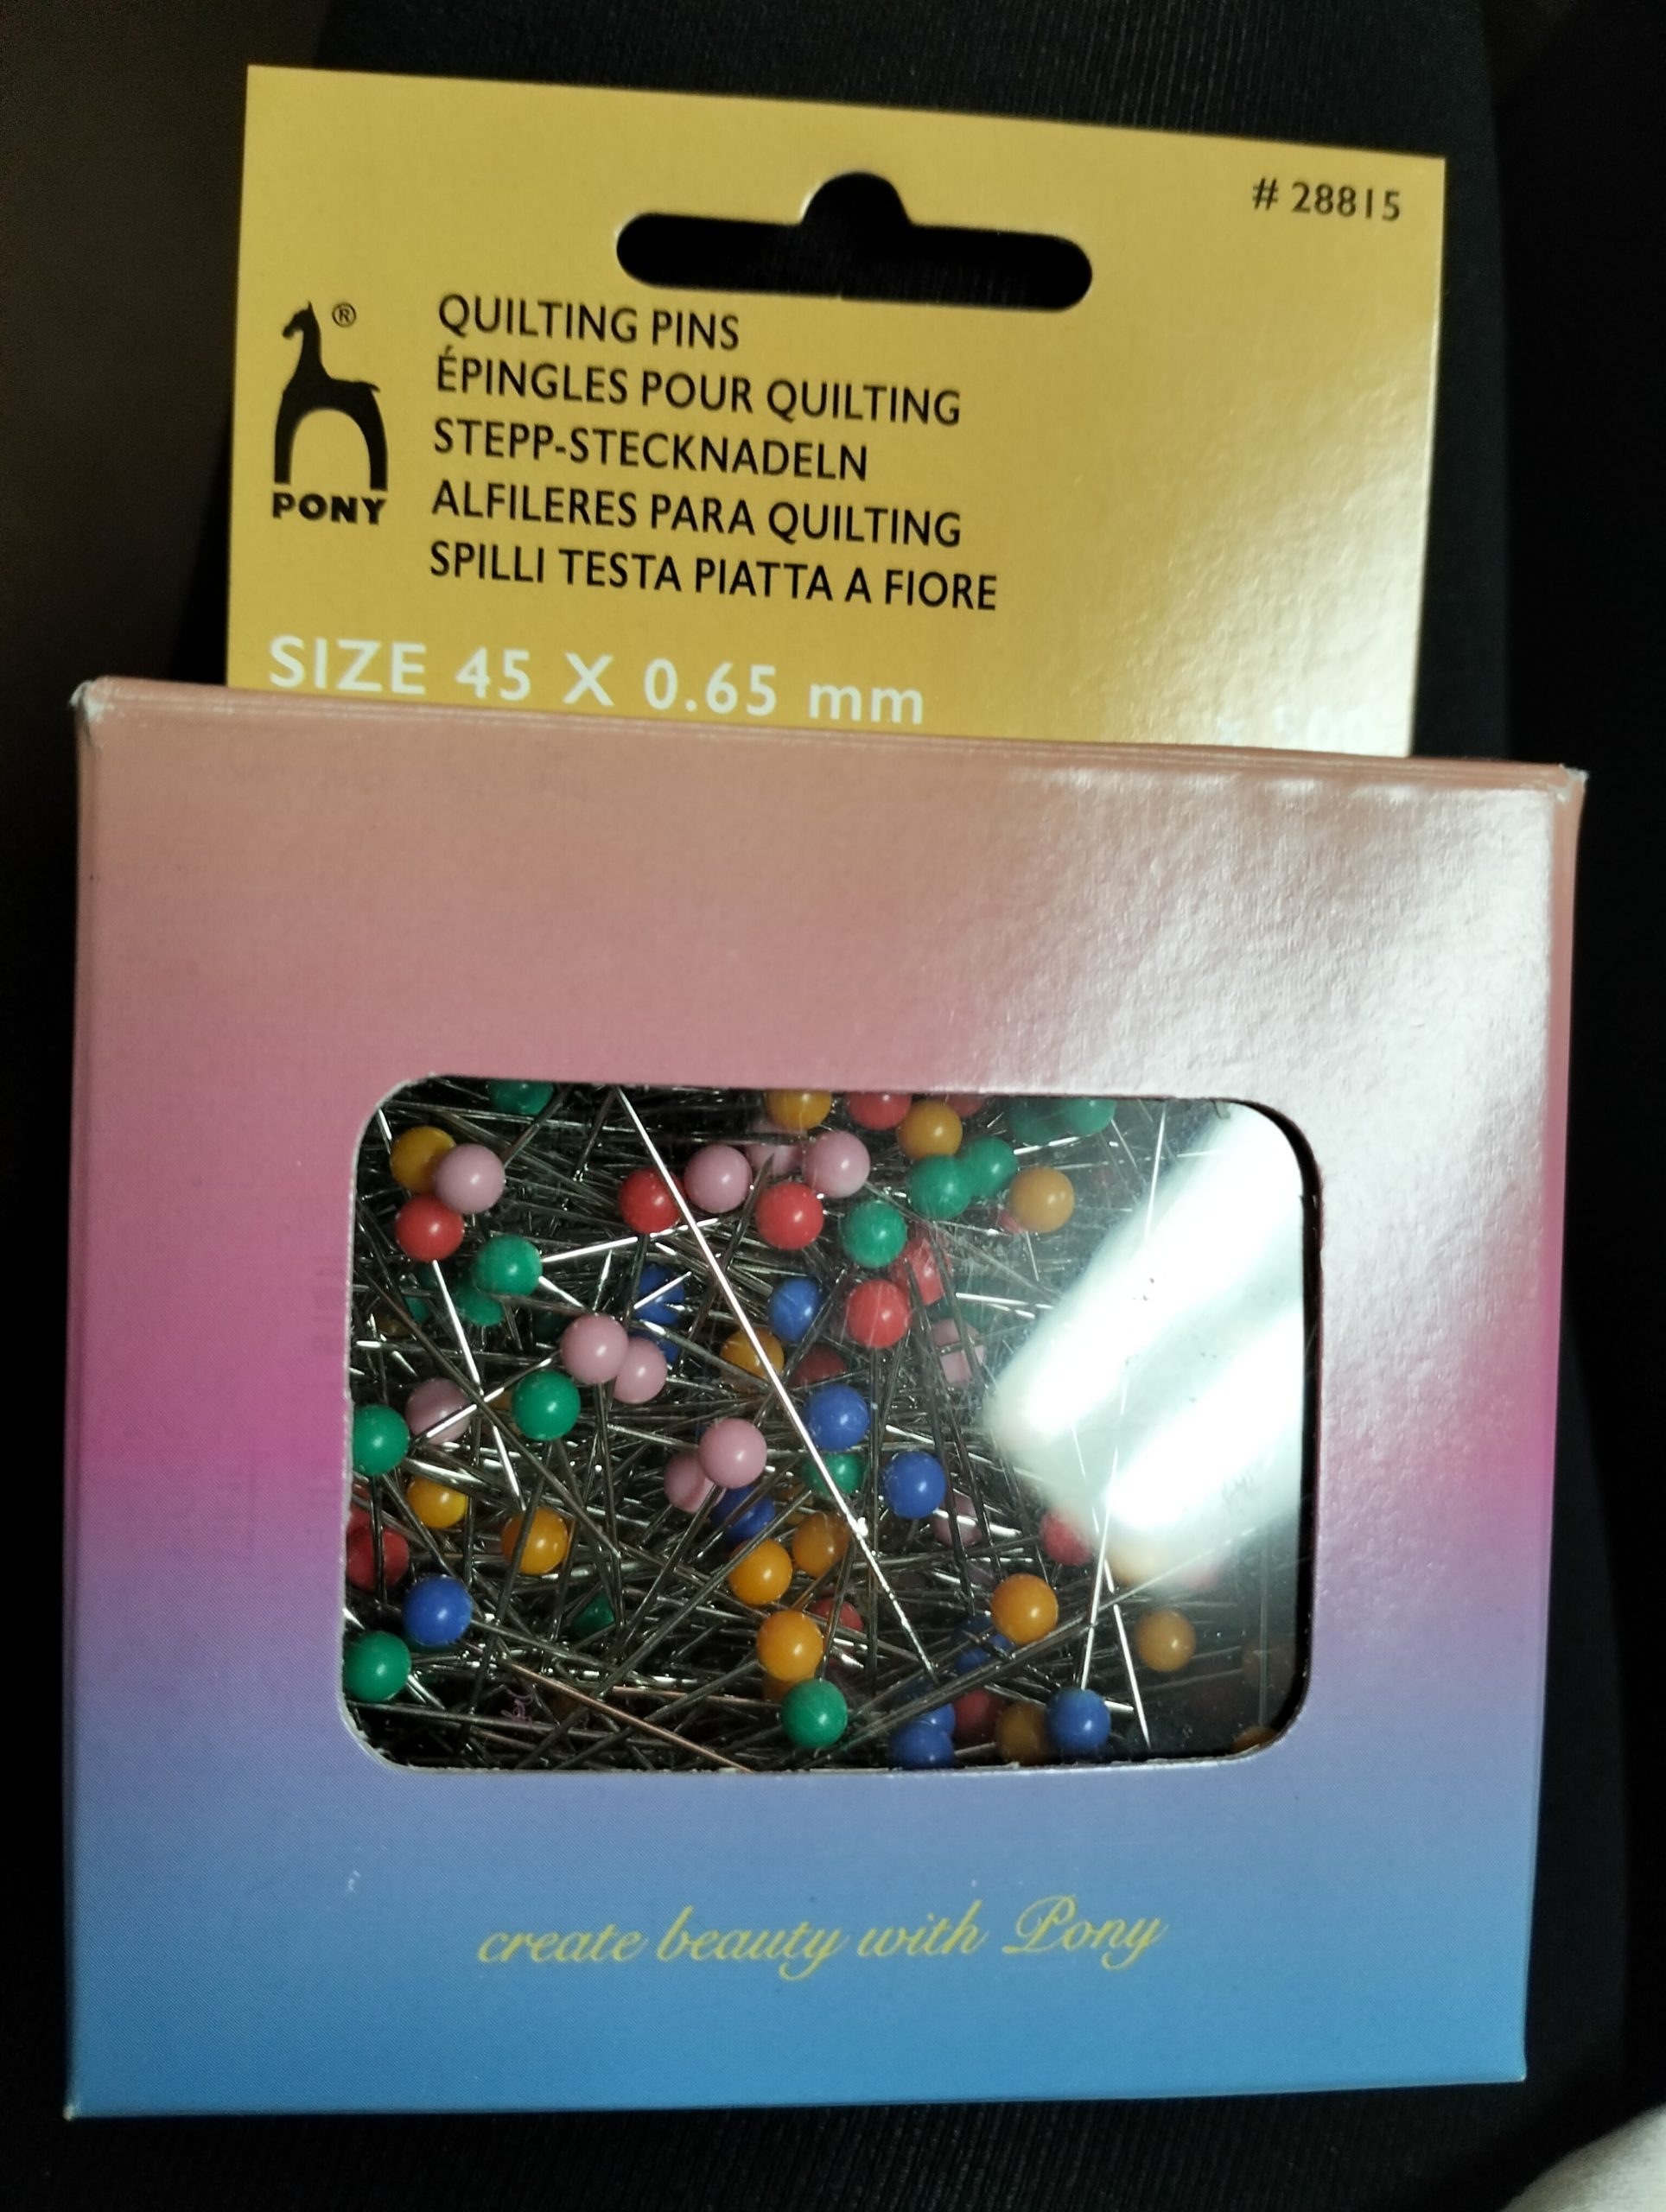 # 28815
®
PONY
QUILTING PINS
ÉPINGLES POUR QUILTING
STEPP-STECKNADELN
ALFILERES PARA QUILTING
SPILLI TESTA PIATTA A FIORE
SIZE 45 X 0.65 mm
create beauty with Pony